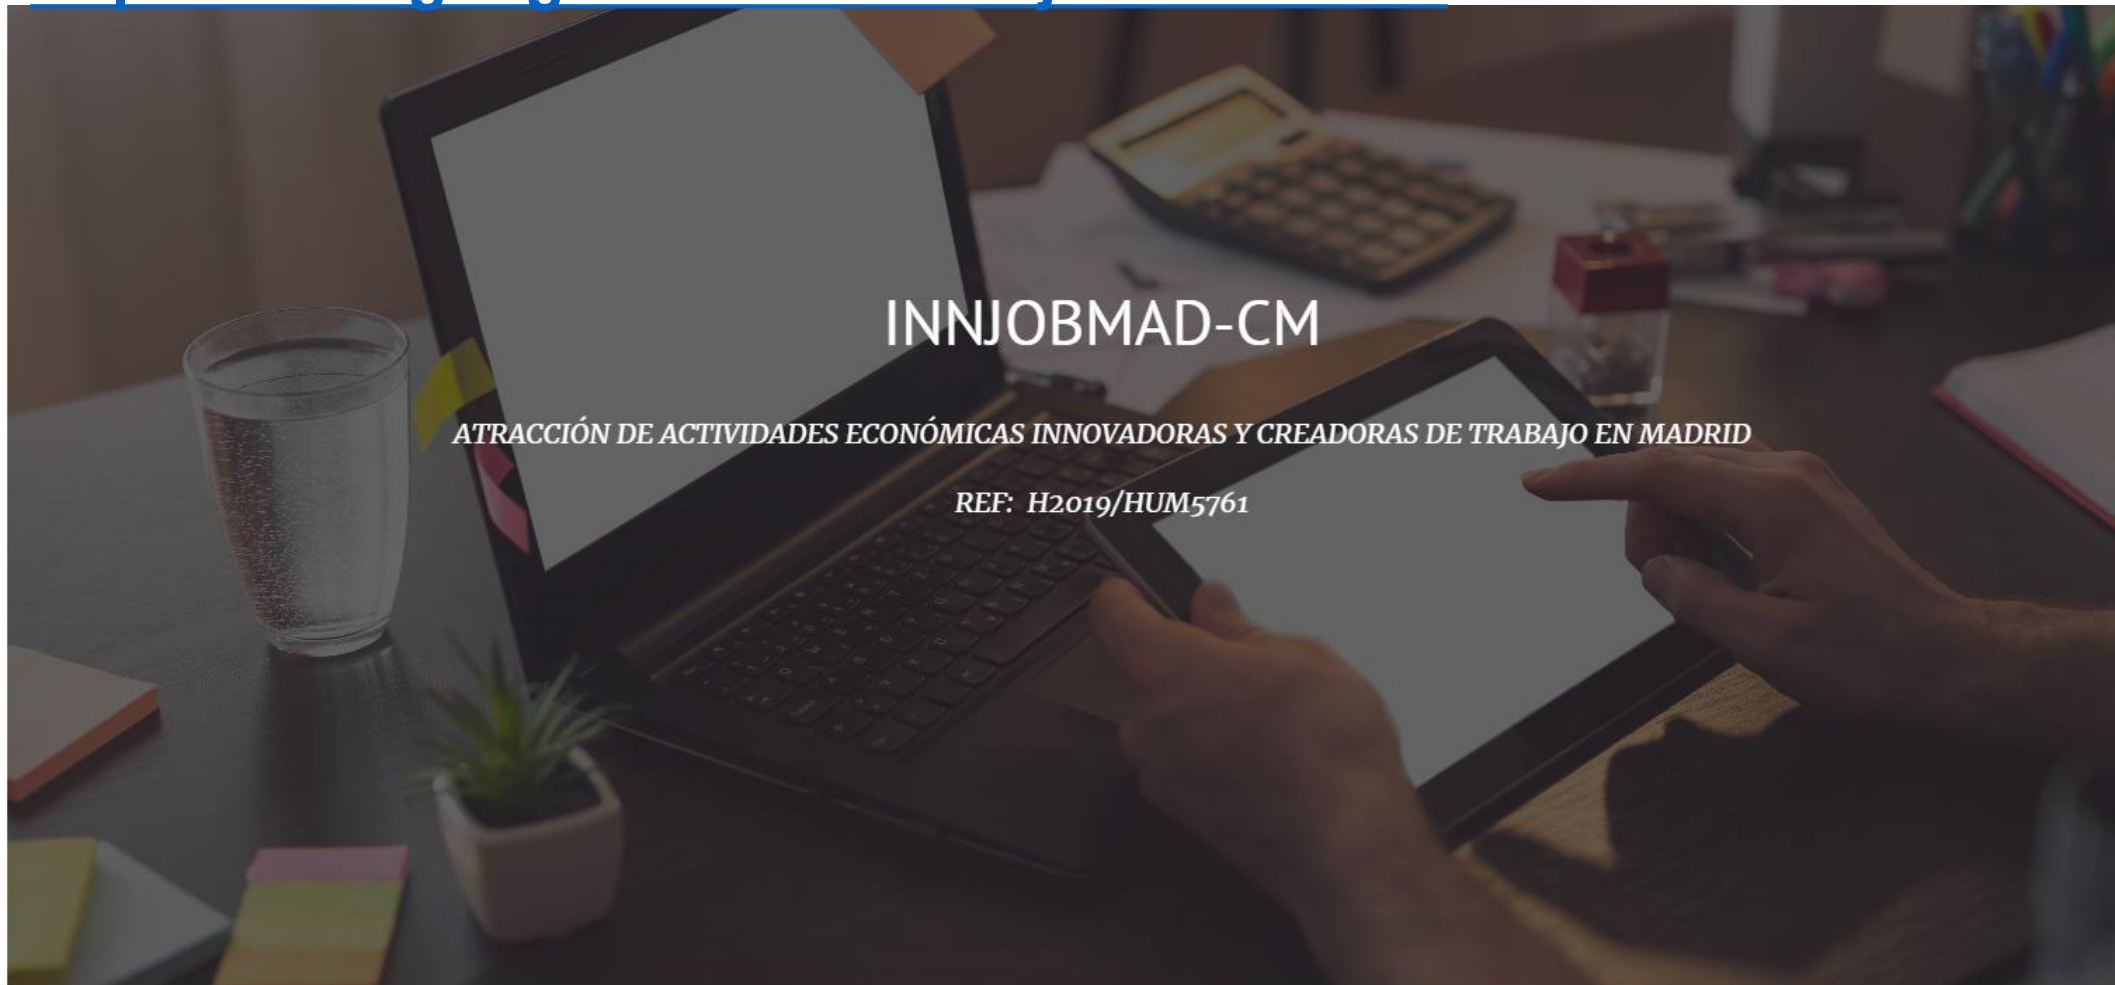 INNJOBMAD-CM
ATRACCIÓN DE ACTIVIDADES ECONÓMICAS INNOVADORAS Y CREADORAS DE TRABAJO EN MADRID
REF: H2019/HUM5761